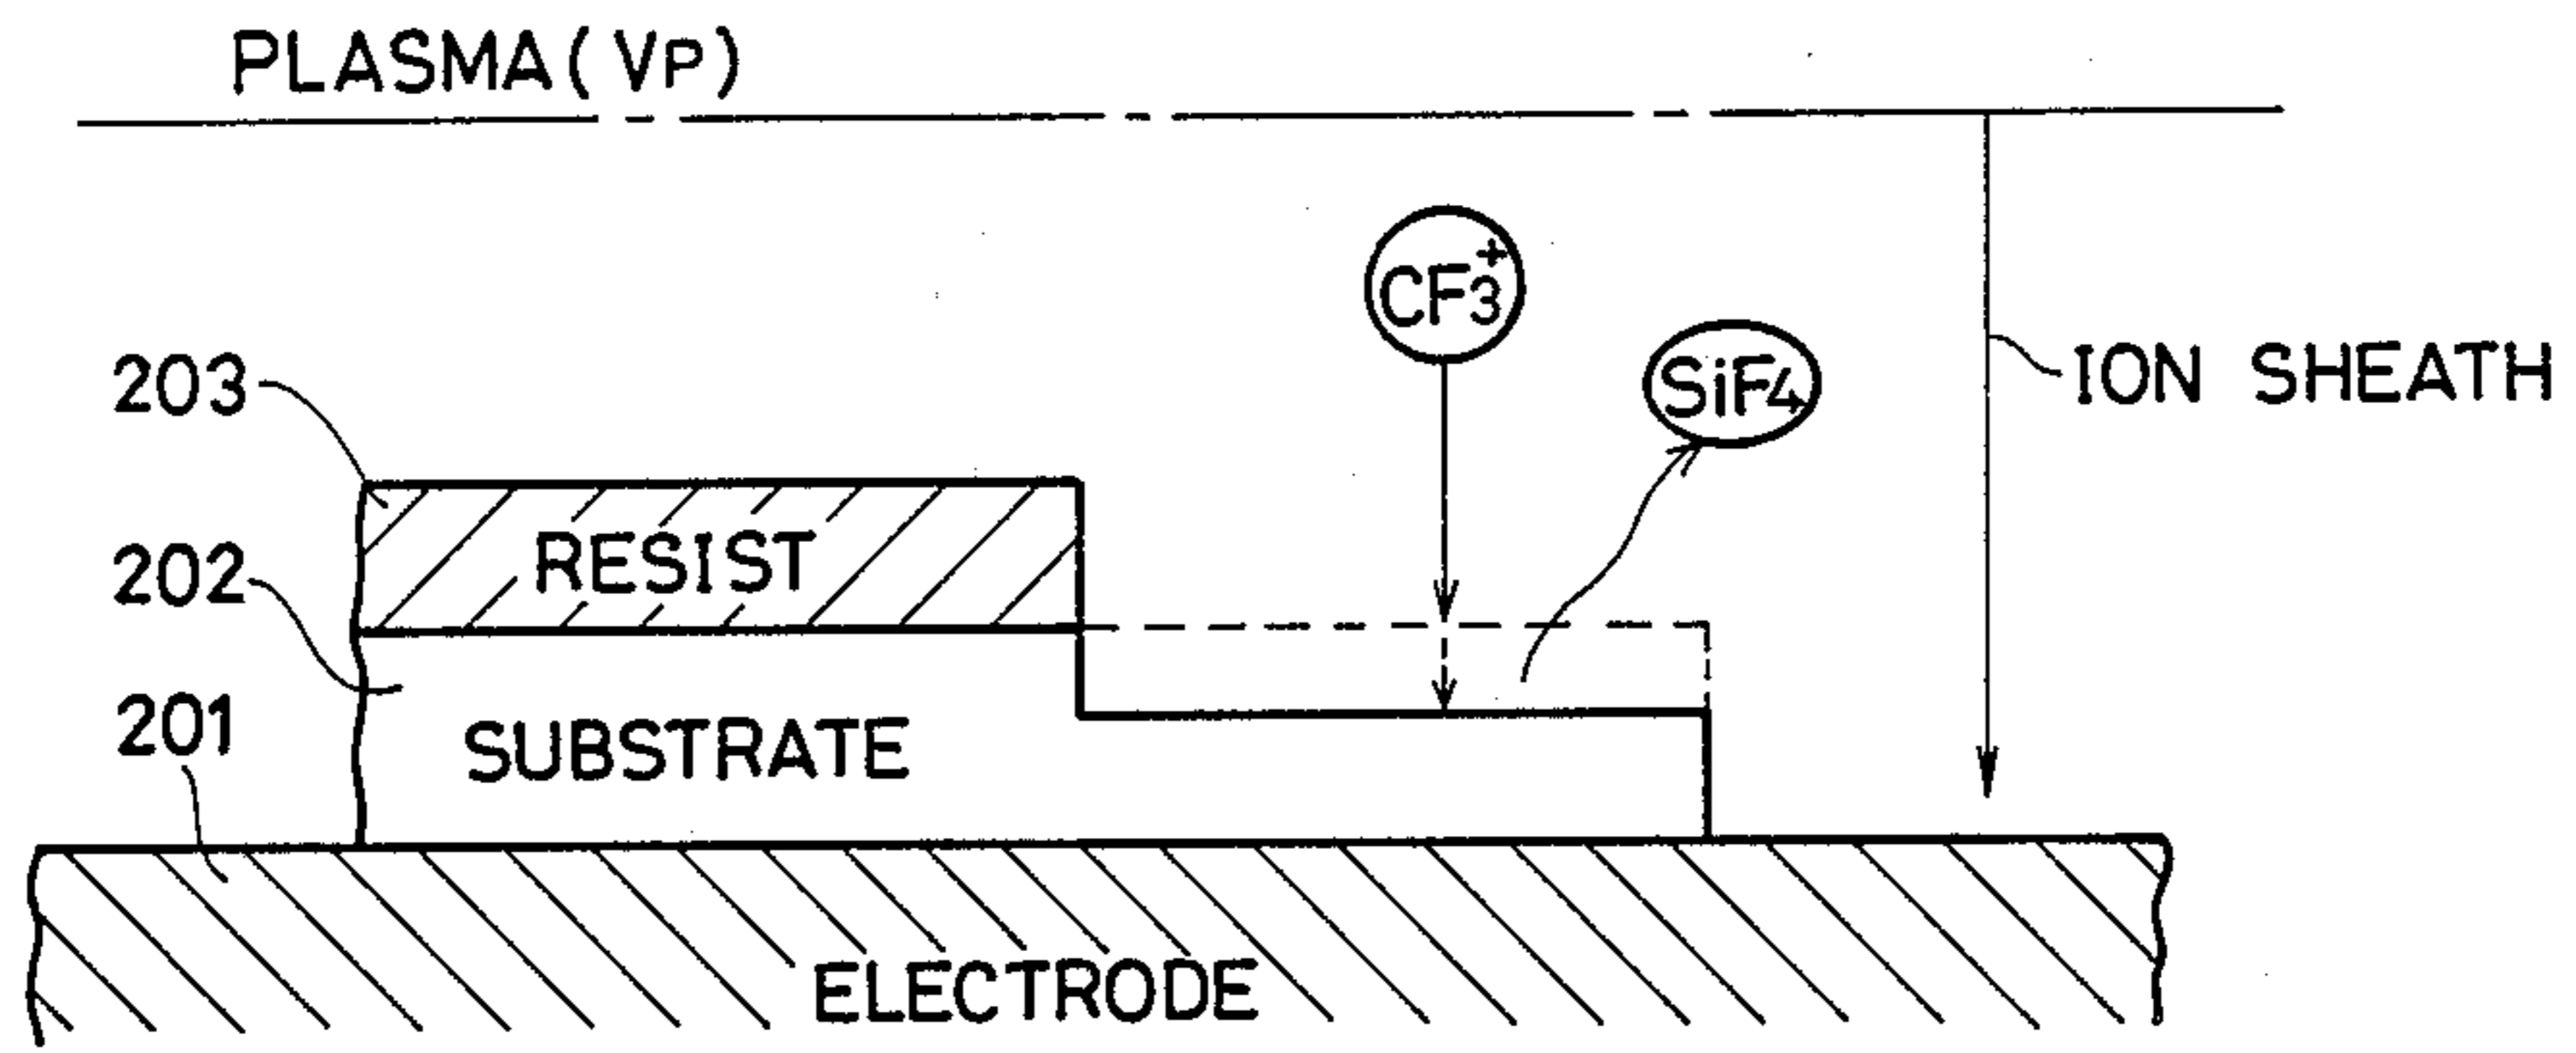 PLASMA(VP)
CF3+
SiF4
ION SHEATH
203
RESIST
202
201
SUBSTRATE
ELECTRODE